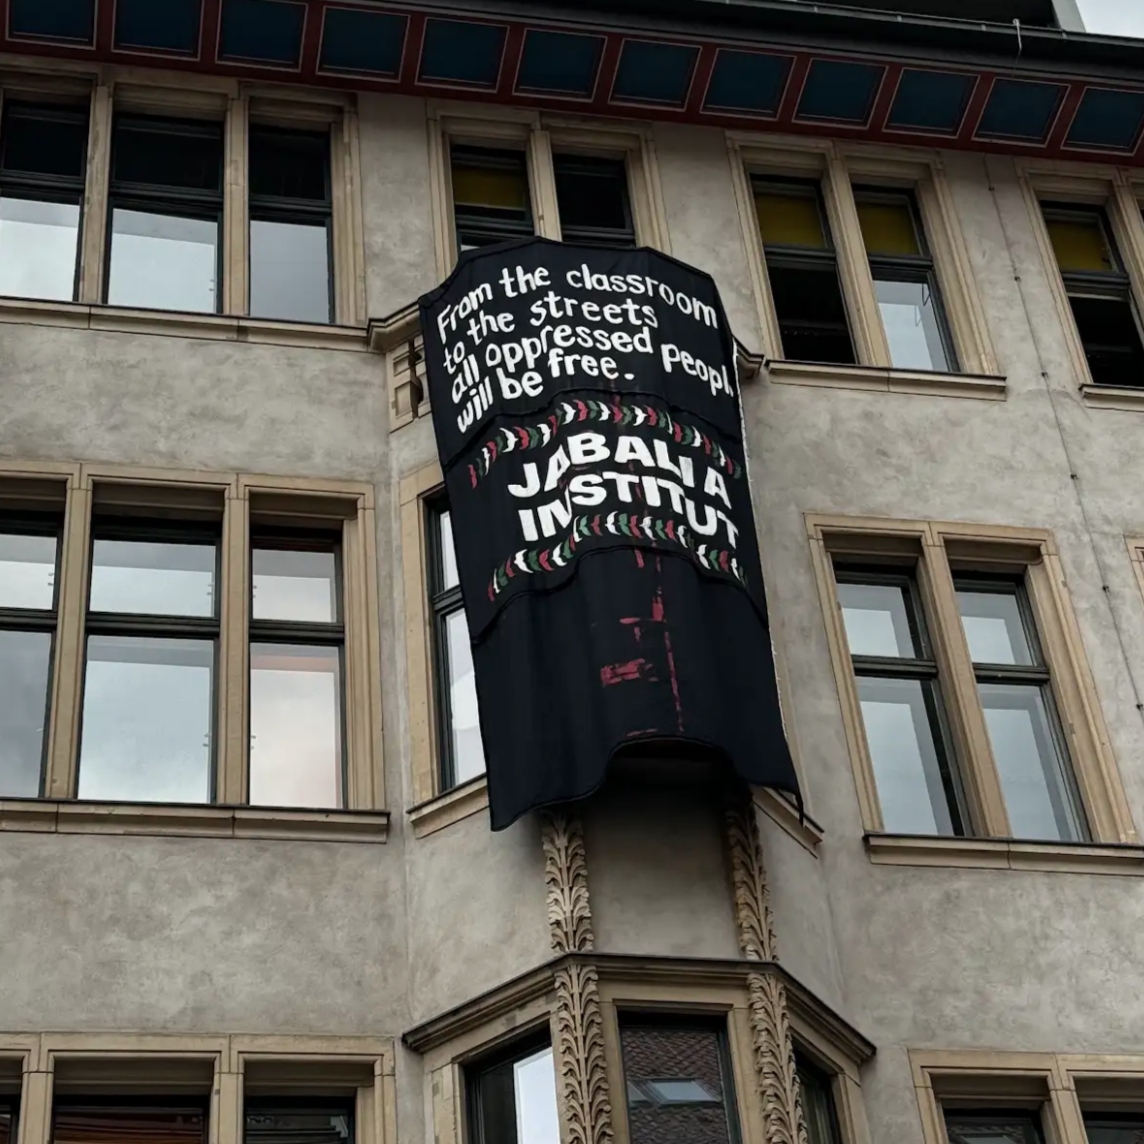 From the classroom
to the streets
all oppressed peopl
will be free.
JABALIA
INSTITUT